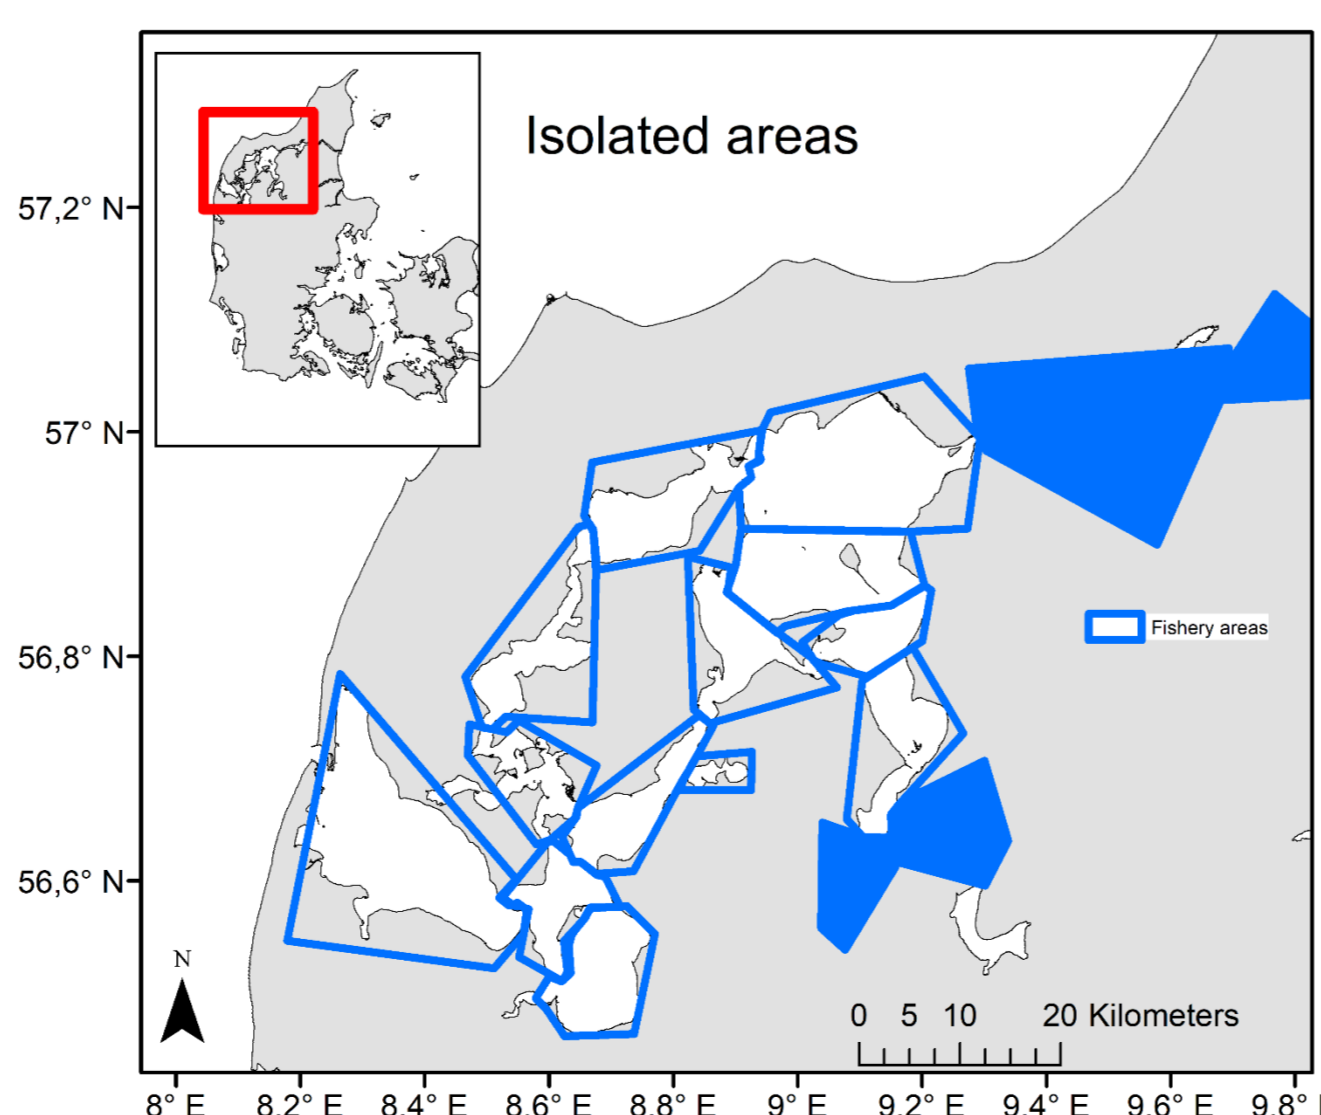 Isolated areas
57,2° N
57° N
56,8° N
56,6° N
Fishery areas
N
0 5 10 20 Kilometers
8° E 8,2° E 8,4° E 8,6° E 8,8° E 9° E 9,2° E 9,4° E 9,6° E 9,8°